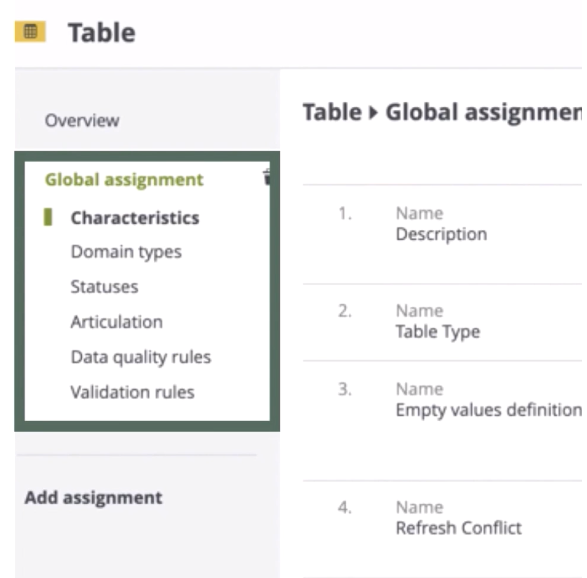 Table
Overview
Global assignment
Characteristics
Domain types
Statuses
Articulation
Data quality rules
Validation rules
Add assignment
Table ▸ Global assignmen
1. Name
Description
2. Name
Table Type
3. Name
Empty values definition
4. Name
Refresh Conflict